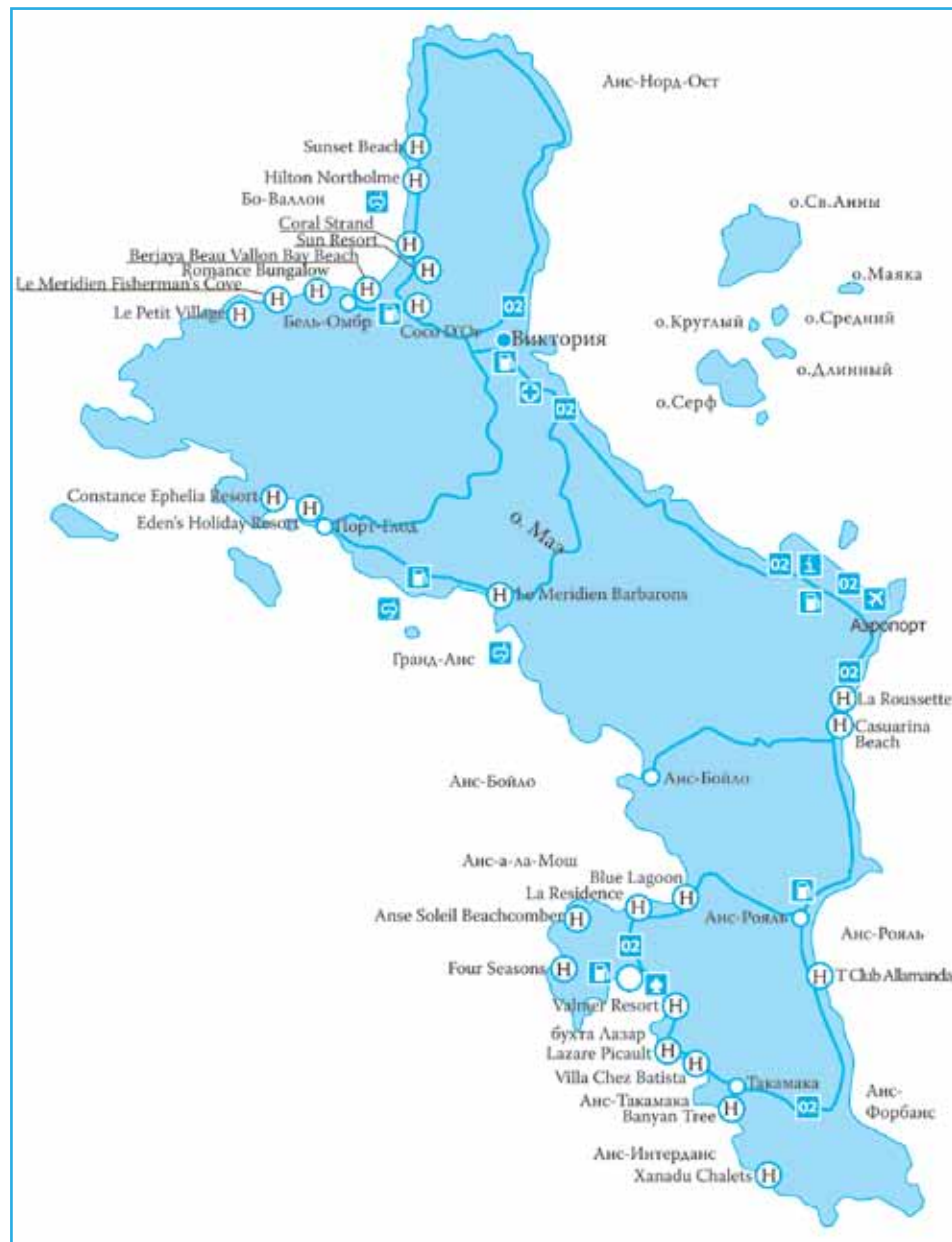 Анс-Норд-Ост
Sunset Beach
H
Hilton Northolme
H
Бо-Валлон
о.Св.Анны
Coral Strand
H
Sun Resort
H
Berjaya Beau Vallon Bay Beach
H
Romance Bungalow
H
о.Маяка
Le Meridien Fisherman's Cove
H
Le Petit Village
H
Бель-Омбр
Coco D'Or
H
02
о.Круглый
о.Средний
Виктория
о.Длинный
о.Серф
02
Constance Ephelia Resort
H
Eden's Holiday Resort
H
Порт-Глод
о. Маэ
02
i
02
H
Le Meridien Barbarons
Аэропорт
Гранд-Анс
02
H
La Roussette
H
Casuarina
Beach
Анс-Бойло
Анс-Бойло
Анс-а-ла-Мош
Blue Lagoon
H
La Residence
H
Anse Soleil Beachcomber
H
Анс-Рояль
Анс-Рояль
02
Four Seasons
H
H
T Club Allamanda
Valmer Resort
H
бухта Лазар
Lazare Picault
H
Villa Chez Batista
H
Такамака
Анс-Такамака
Banyan Tree
H
02
Анс-
Форбанс
Анс-Интерданс
Xanadu Chalets
H